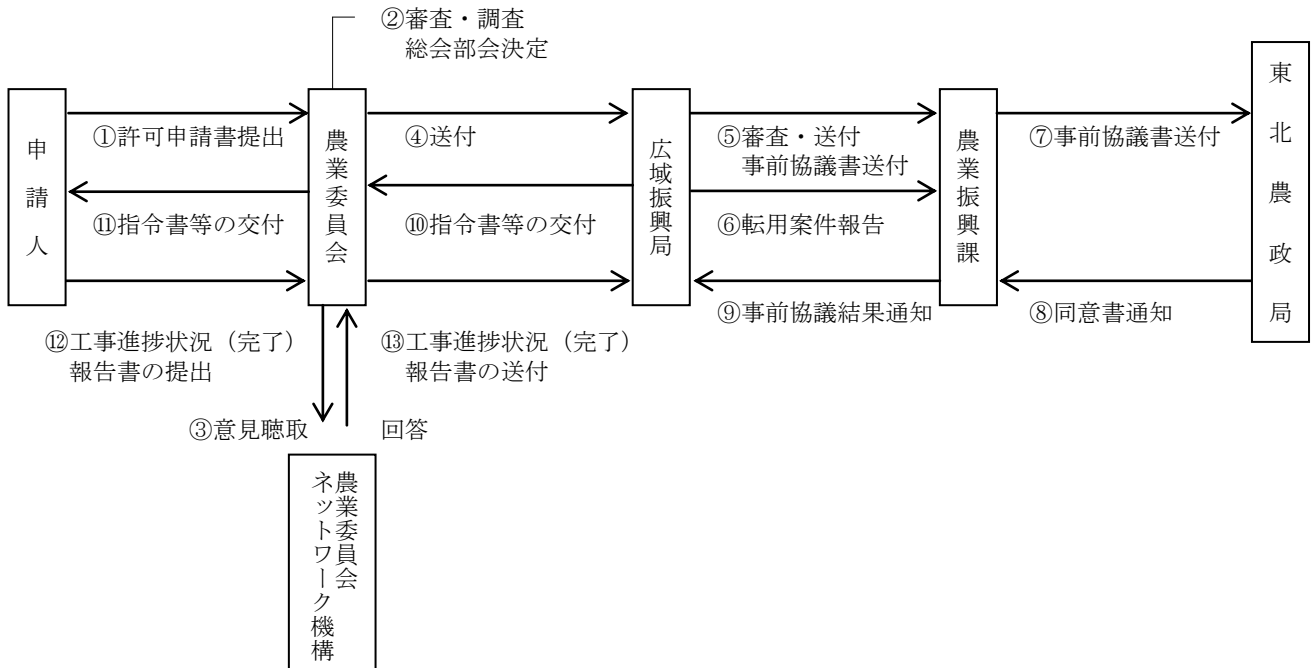 ②審査・調査
総会部会決定
申請人
①許可申請書提出
⑪指令書等の交付
⑫工事進捗状況（完了）
報告書の提出
農業委員会
④送付
⑩指令書等の交付
⑬工事進捗状況（完了）
報告書の送付
③意見聴取
回答
農業委員会
ネットワーク機構
広域振興局
⑤審査・送付
事前協議書送付
⑥転用案件報告
⑨事前協議結果通知
農業振興課
⑦事前協議書送付
⑧同意書通知
東北農政局